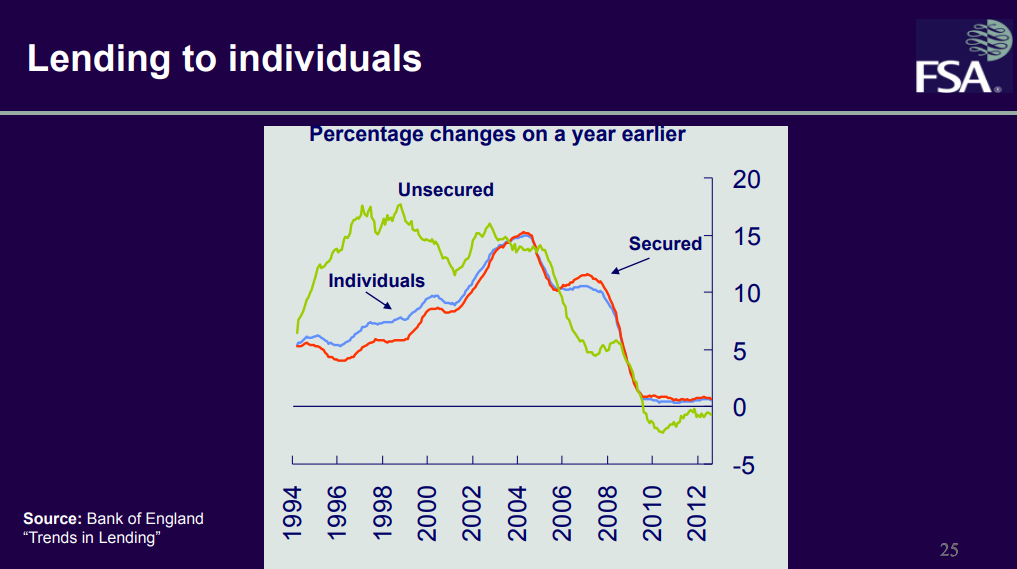 Lending to individuals
FSA®
Percentage changes on a year earlier
Unsecured
Secured
Individuals
20
15
10
5
0
-5
1994
1996
1998
2000
2002
2004
2006
2008
2010
2012
Source: Bank of England
“Trends in Lending”
25